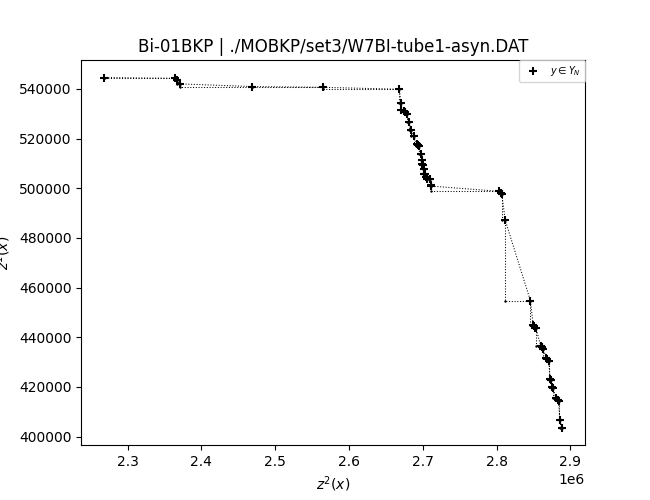 Bi-01BKP | ./MOBKP/set3/W7BI-tube1-asyn.DAT
y ∈ Y_N
540000
520000
500000
480000
460000
440000
420000
400000
2.3 2.4 2.5 2.6 2.7 2.8 2.9
1e6
z²(x)